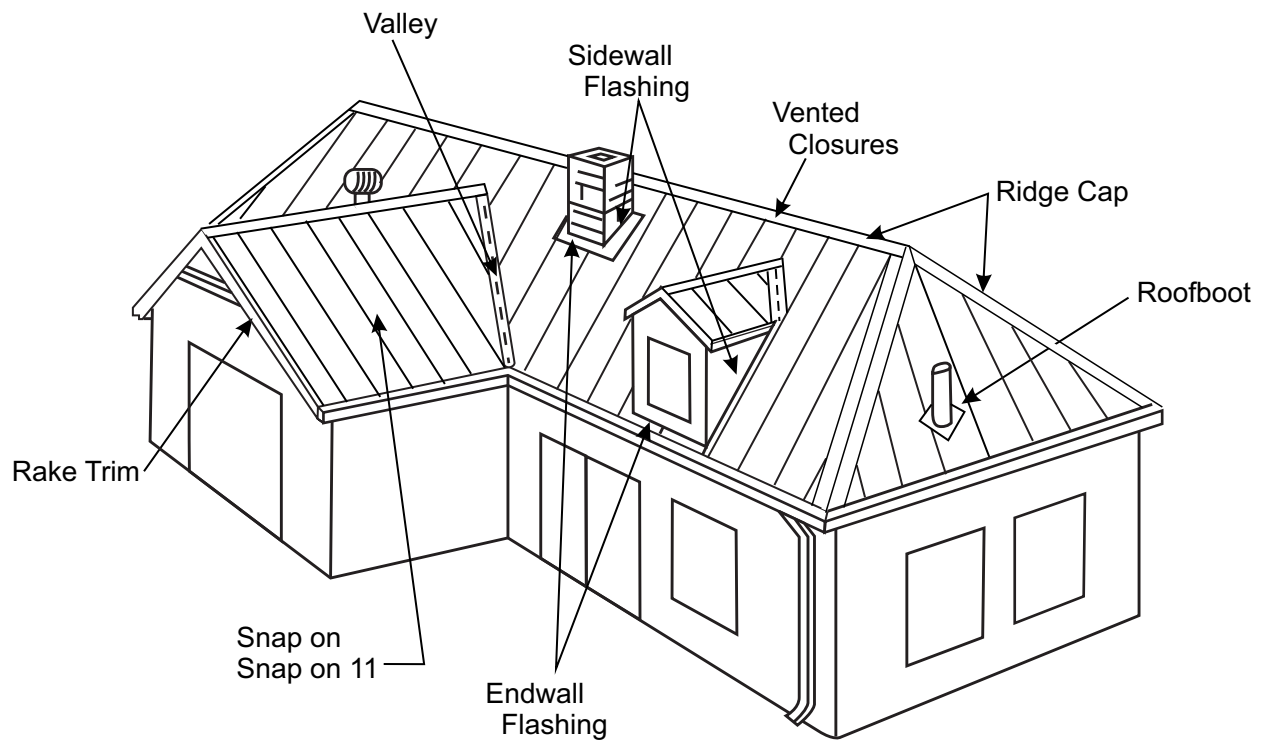 Valley
Sidewall
Flashing
Vented
Closures
Ridge Cap
Roofboot
Rake Trim
Snap on
Snap on 11
Endwall
Flashing